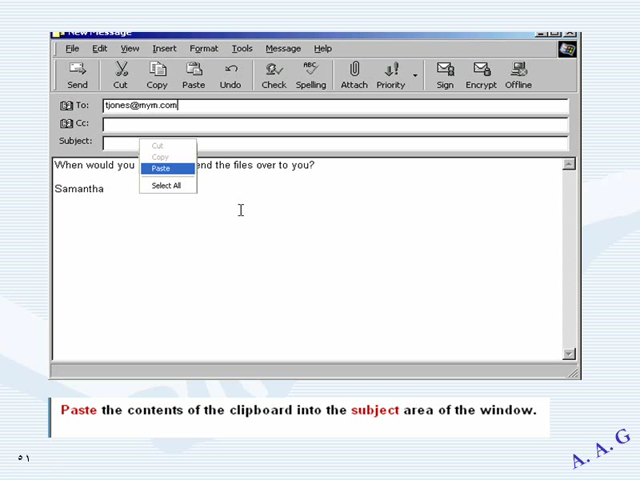 New Message
File Edit View Insert Format Tools Message Help
Send Cut Copy Paste Undo Check Spelling Attach Priority Sign Encrypt Offline
To: tjones@mym.com
Cc:
Subject:
Cut
Copy
Paste
Select All
When would you end the files over to you?
Samantha
Paste the contents of the clipboard into the subject area of the window.
٥١
A. A. G